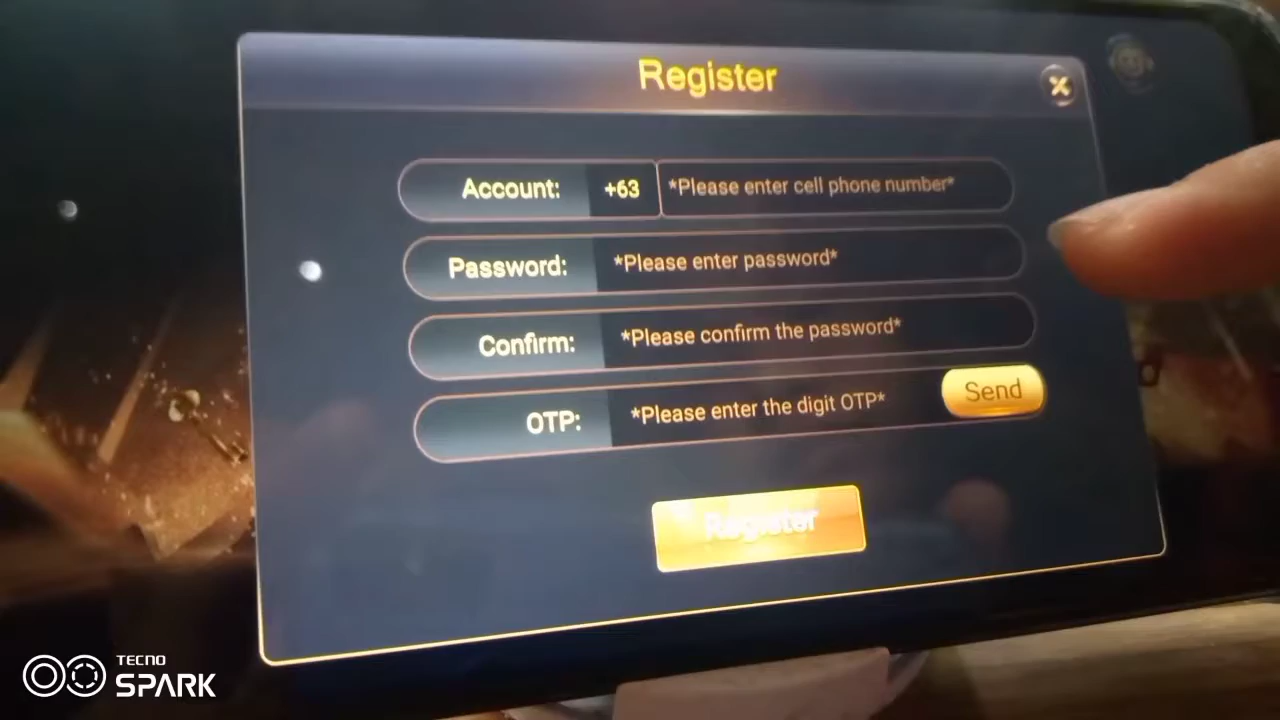 Register
Account: +63 *Please enter cell phone number*
Password: *Please enter password*
Confirm: *Please confirm the password*
OTP: *Please enter the digit OTP* Send
Register
TECNO
SPARK